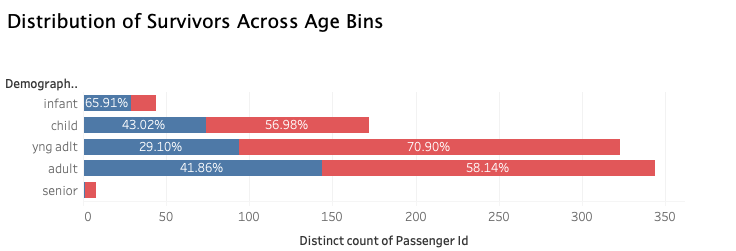 Distribution of Survivors Across Age Bins
Demograph..
infant 65.91%
child 43.02% 56.98%
yng adlt 29.10% 70.90%
adult 41.86% 58.14%
senior
0 50 100 150 200 250 300 350
Distinct count of Passenger Id